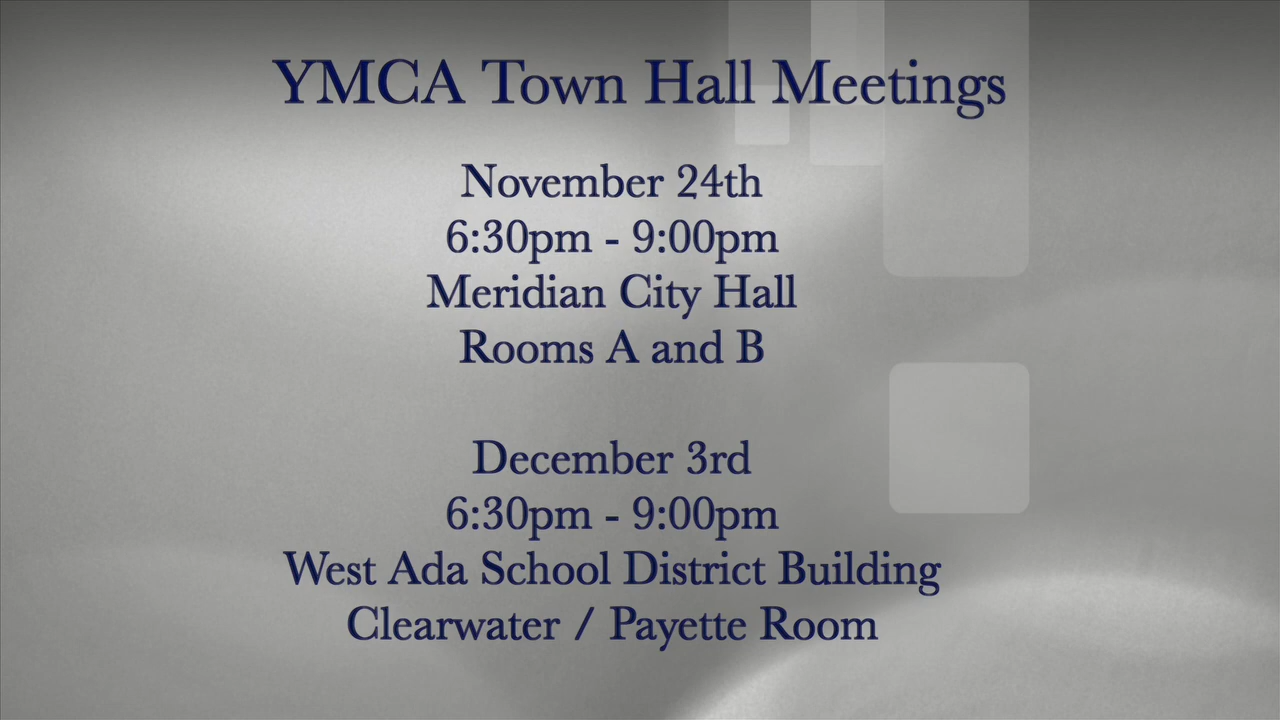 YMCA Town Hall Meetings
November 24th
6:30pm - 9:00pm
Meridian City Hall
Rooms A and B
December 3rd
6:30pm - 9:00pm
West Ada School District Building
Clearwater / Payette Room